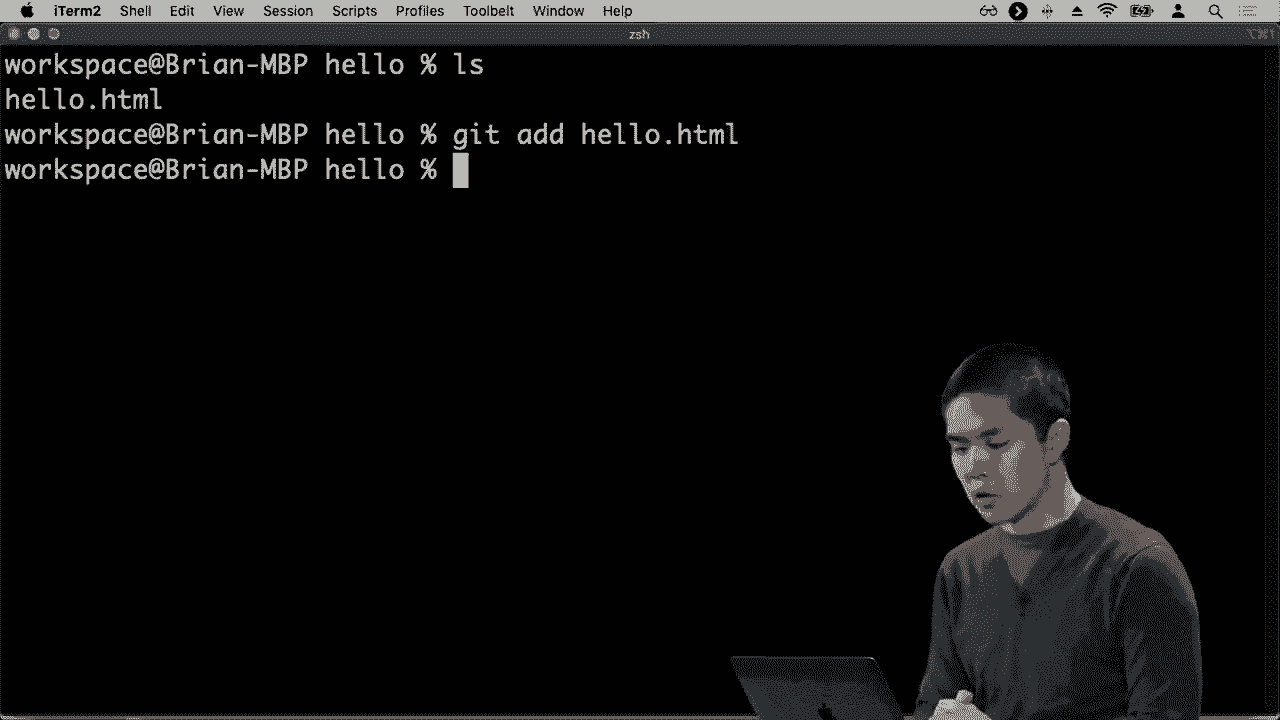 iTerm2 Shell Edit View Session Scripts Profiles Toolbelt Window Help
zsh
workspace@Brian-MBP hello % ls
hello.html
workspace@Brian-MBP hello % git add hello.html
workspace@Brian-MBP hello %